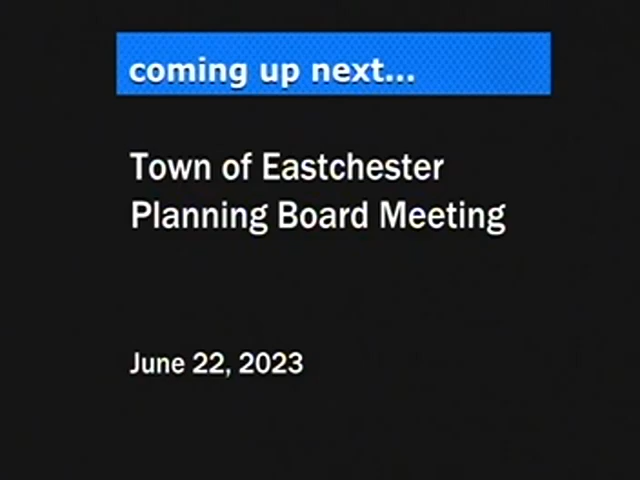 coming up next...
Town of Eastchester
Planning Board Meeting
June 22, 2023